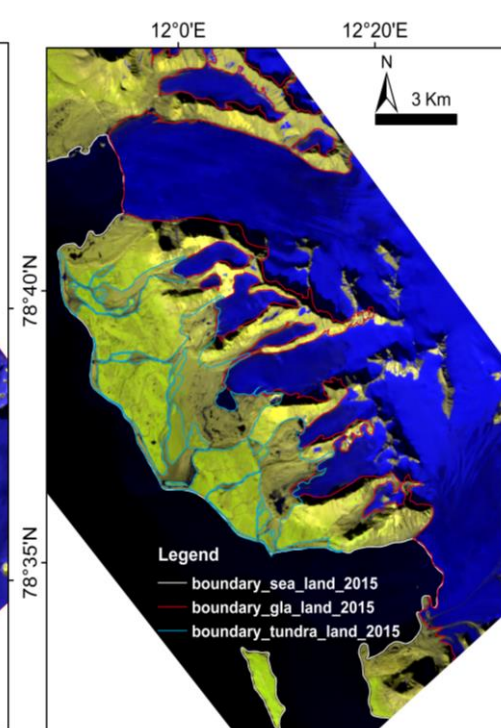 12°0'E
12°20'E
N
3 Km
78°40'N
78°35'N
Legend
boundary_sea_land_2015
boundary_gla_land_2015
boundary_tundra_land_2015